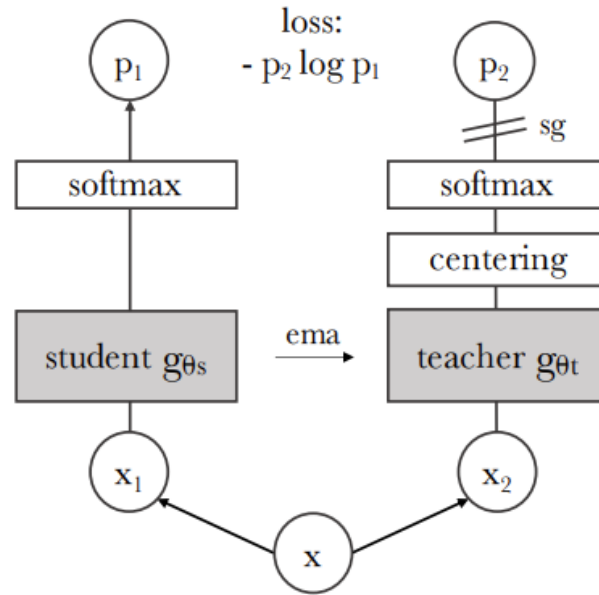 loss:
- p₂ log p₁
p₁
p₂
sg
softmax
softmax
centering
student gθs
ema
teacher gθt
x₁
x₂
x